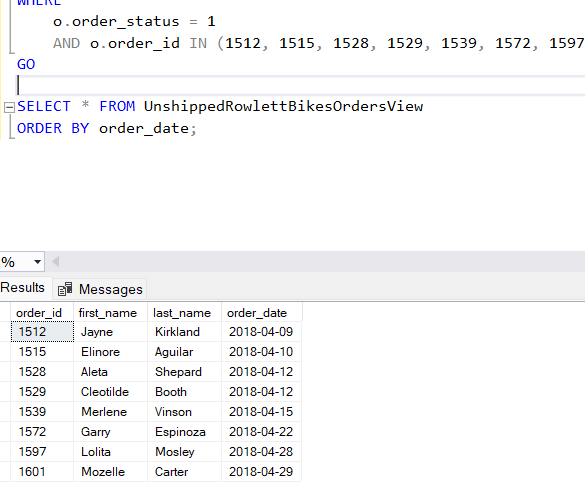 WHERE
o.order_status = 1
AND o.order_id IN (1512, 1515, 1528, 1529, 1539, 1572, 1597
GO
SELECT * FROM UnshippedRowlettBikesOrdersView
ORDER BY order_date;
%
Results Messages
order_id first_name last_name order_date
1512 Jayne Kirkland 2018-04-09
1515 Elinore Aguilar 2018-04-10
1528 Aleta Shepard 2018-04-12
1529 Cleotilde Booth 2018-04-12
1539 Merlene Vinson 2018-04-15
1572 Garry Espinoza 2018-04-22
1597 Lolita Mosley 2018-04-28
1601 Mozelle Carter 2018-04-29